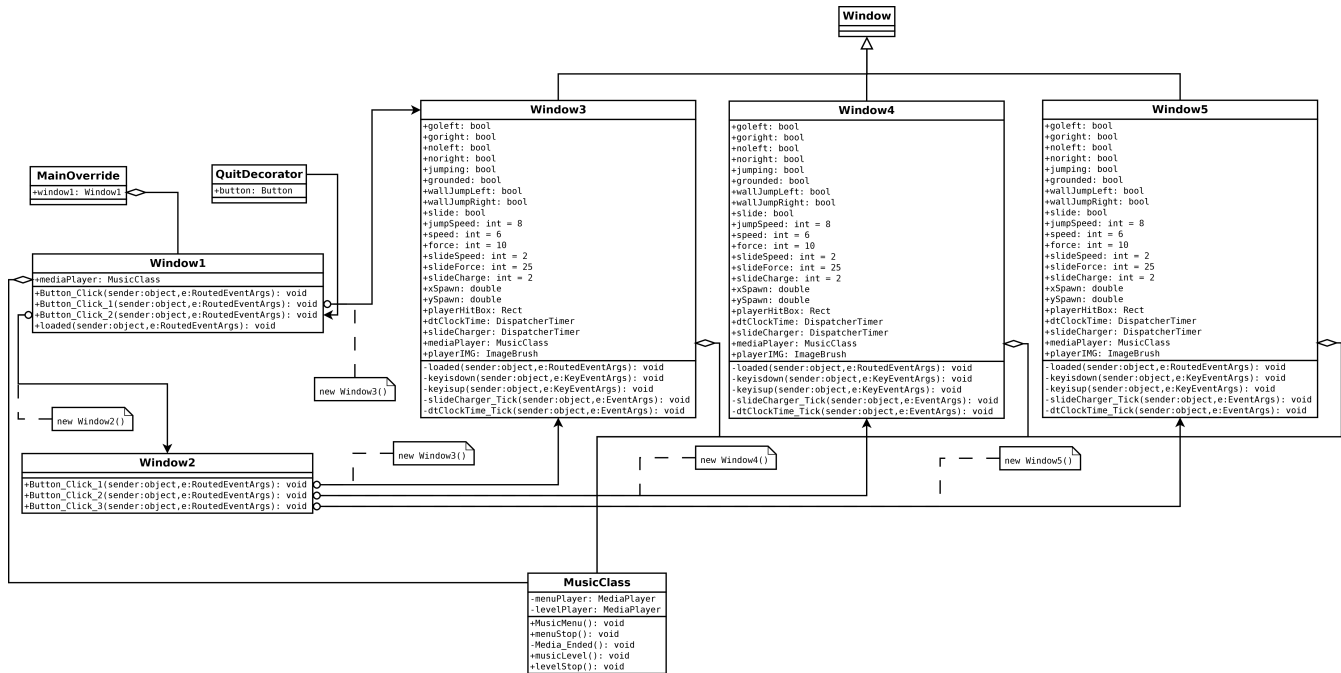 Window
Window3
+goleft: bool
+goright: bool
+noleft: bool
+noright: bool
+jumping: bool
+grounded: bool
+wallJumpLeft: bool
+wallJumpRight: bool
+slide: bool
+jumpSpeed: int = 8
+speed: int = 6
+force: int = 10
+slideSpeed: int = 2
+slideForce: int = 25
+slideCharge: int = 2
+xSpawn: double
+ySpawn: double
+playerHitBox: Rect
+dtClockTime: DispatcherTimer
+slideCharger: DispatcherTimer
+mediaPlayer: MusicClass
+playerIMG: ImageBrush
-loaded(sender:object,e:RoutedEventArgs): void
-keyisdown(sender:object,e:KeyEventArgs): void
-keyisup(sender:object,e:KeyEventArgs): void
-slideCharger_Tick(sender:object,e:EventArgs): void
-dtClockTime_Tick(sender:object,e:EventArgs): void
Window4
+goleft: bool
+goright: bool
+noleft: bool
+noright: bool
+jumping: bool
+grounded: bool
+wallJumpLeft: bool
+wallJumpRight: bool
+slide: bool
+jumpSpeed: int = 8
+speed: int = 6
+force: int = 10
+slideSpeed: int = 2
+slideForce: int = 25
+slideCharge: int = 2
+xSpawn: double
+ySpawn: double
+playerHitBox: Rect
+dtClockTime: DispatcherTimer
+slideCharger: DispatcherTimer
+mediaPlayer: MusicClass
+playerIMG: ImageBrush
-loaded(sender:object,e:RoutedEventArgs): void
-keyisdown(sender:object,e:KeyEventArgs): void
-keyisup(sender:object,e:KeyEventArgs): void
-slideCharger_Tick(sender:object,e:EventArgs): void
-dtClockTime_Tick(sender:object,e:EventArgs): void
Window5
+goleft: bool
+goright: bool
+noleft: bool
+noright: bool
+jumping: bool
+grounded: bool
+wallJumpLeft: bool
+wallJumpRight: bool
+slide: bool
+jumpSpeed: int = 8
+speed: int = 6
+force: int = 10
+slideSpeed: int = 2
+slideForce: int = 25
+slideCharge: int = 2
+xSpawn: double
+ySpawn: double
+playerHitBox: Rect
+dtClockTime: DispatcherTimer
+slideCharger: DispatcherTimer
+mediaPlayer: MusicClass
+playerIMG: ImageBrush
-loaded(sender:object,e:RoutedEventArgs): void
-keyisdown(sender:object,e:KeyEventArgs): void
-keyisup(sender:object,e:KeyEventArgs): void
-slideCharger_Tick(sender:object,e:EventArgs): void
-dtClockTime_Tick(sender:object,e:EventArgs): void
MainOverride
+window1: Window1
QuitDecorator
+button: Button
Window1
+mediaPlayer: MusicClass
+Button_Click(sender:object,e:RoutedEventArgs): void
+Button_Click_1(sender:object,e:RoutedEventArgs): void
+Button_Click_2(sender:object,e:RoutedEventArgs): void
+loaded(sender:object,e:RoutedEventArgs): void
new Window3()
new Window2()
new Window3()
new Window4()
new Window5()
Window2
+Button_Click_1(sender:object,e:RoutedEventArgs): void
+Button_Click_2(sender:object,e:RoutedEventArgs): void
+Button_Click_3(sender:object,e:RoutedEventArgs): void
MusicClass
-menuPlayer: MediaPlayer
-levelPlayer: MediaPlayer
+MusicMenu(): void
+menuStop(): void
-Media_Ended(): void
+musicLevel(): void
+levelStop(): void